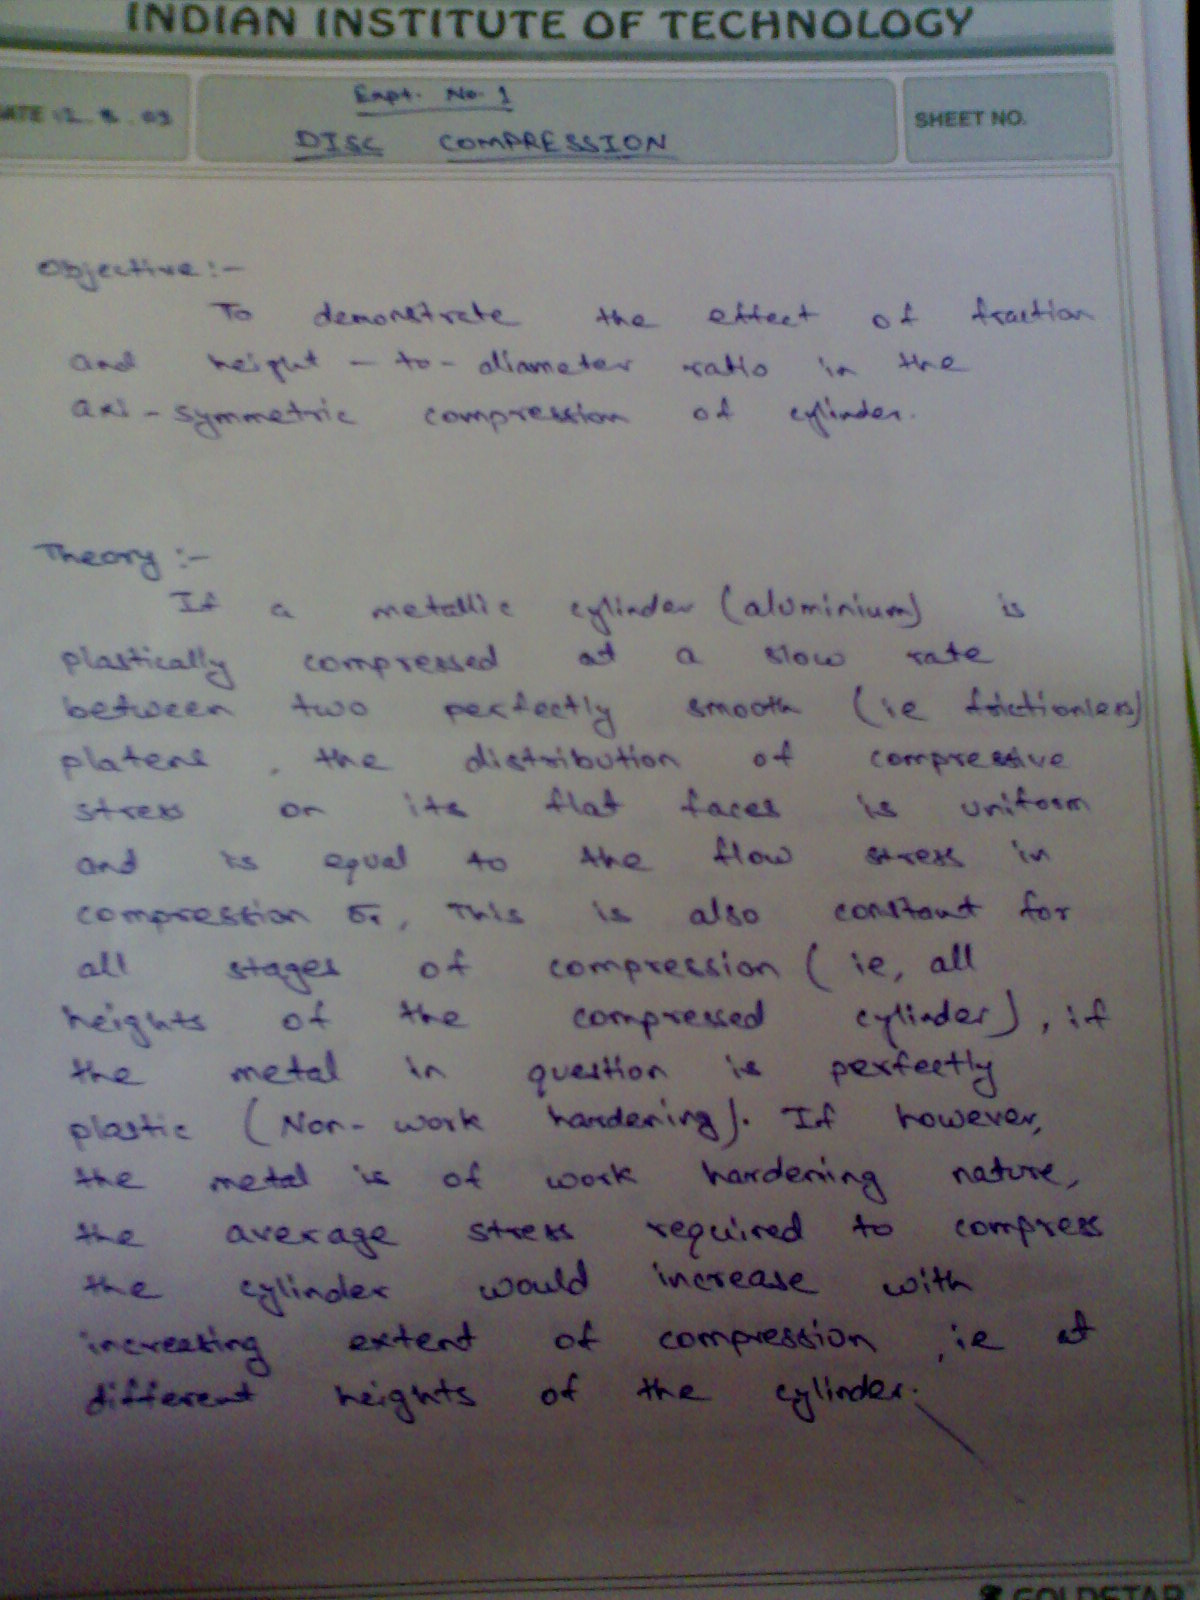 INDIAN INSTITUTE OF TECHNOLOGY
DATE 12.8.09
Expt. No. 1
DISC COMPRESSION
SHEET NO.
Objective :-
To demonstrate the effect of fraction
and height - to - diameter ratio in the
axi - symmetric compression of cylinder.
Theory :-
If a metallic cylinder (aluminium) is
plastically compressed at a slow rate
between two perfectly smooth (ie frictionless)
platens, the distribution of compressive
stress on its flat faces is uniform
and is equal to the flow stress in
compression σ, This is also constant for
all stages of compression (ie, all
heights of the compressed cylinder), if
the metal in question is perfectly
plastic (Non- work hardening). If however,
the metal is of work hardening nature,
the average stress required to compress
the cylinder would increase with
increasing extent of compression, ie at
different heights of the cylinder.
GOLDSTAR